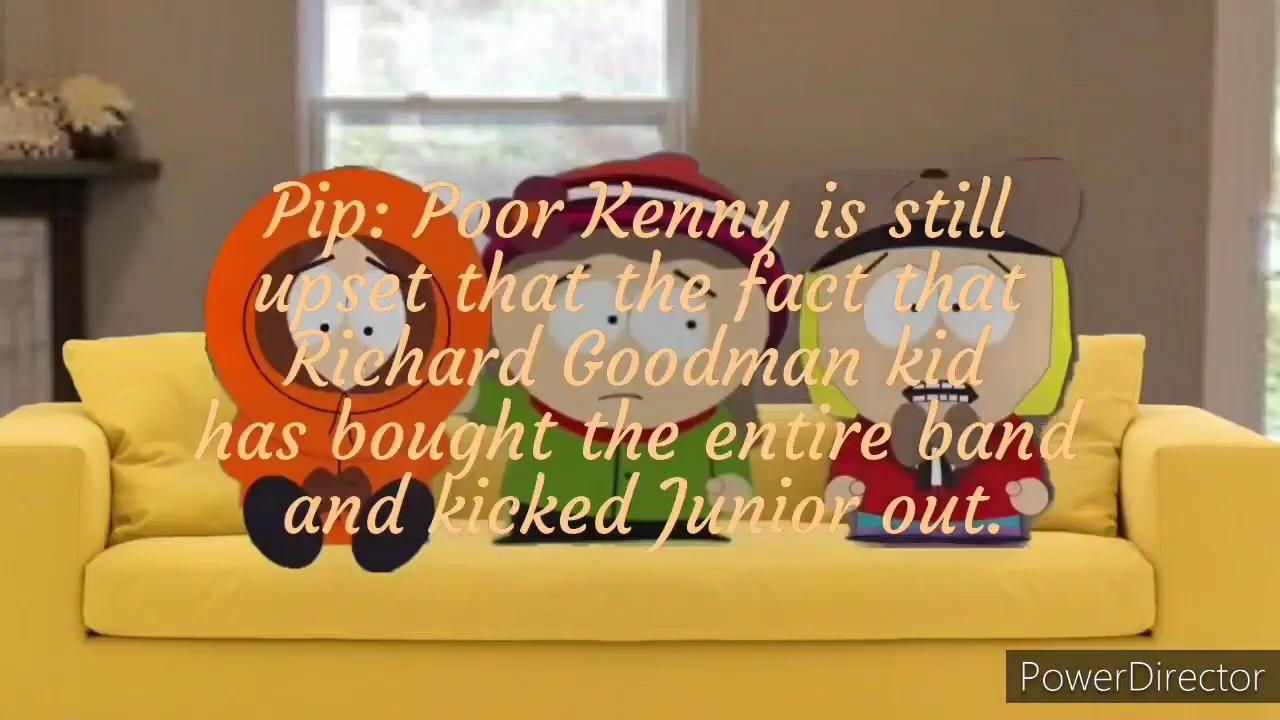 Pip: Poor Kenny is still
upset that the fact that
Richard Goodman kid
has bought the entire band
and kicked Junior out.
PowerDirector